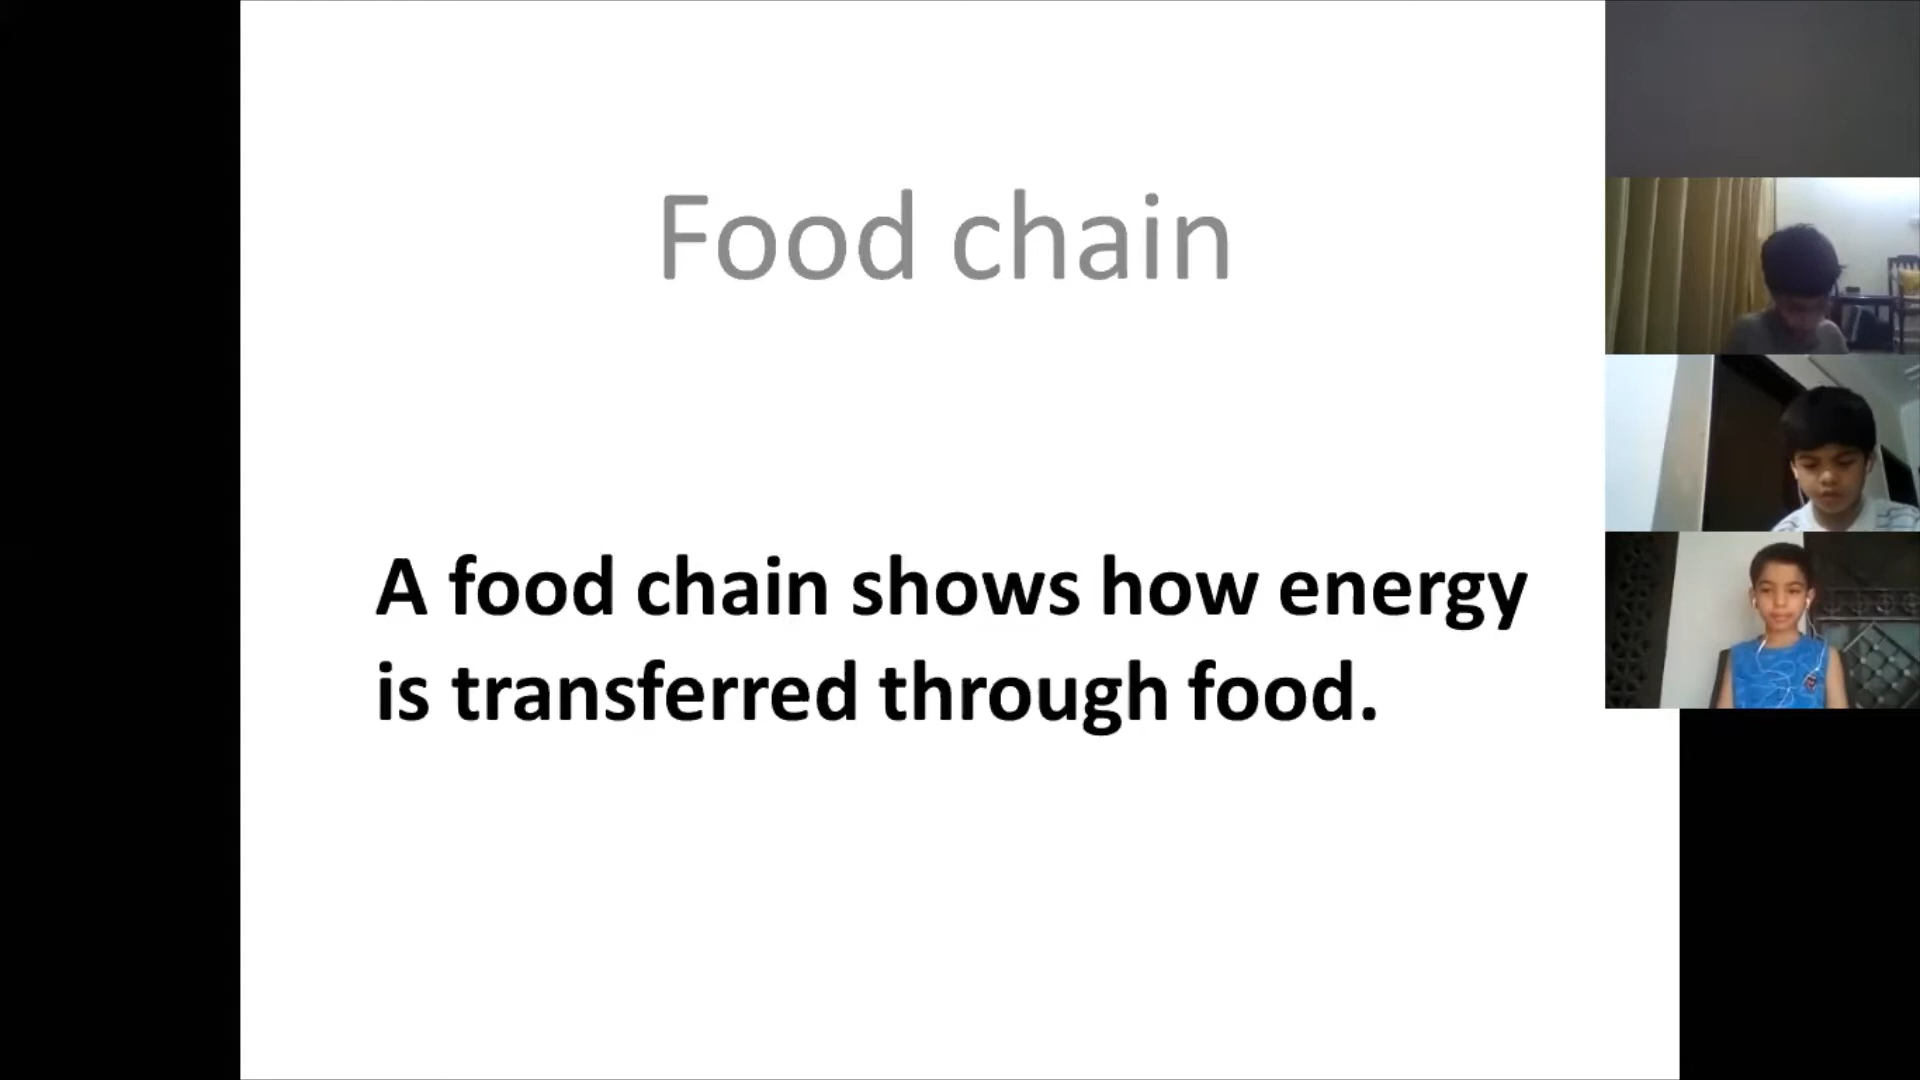 Food chain
A food chain shows how energy
is transferred through food.